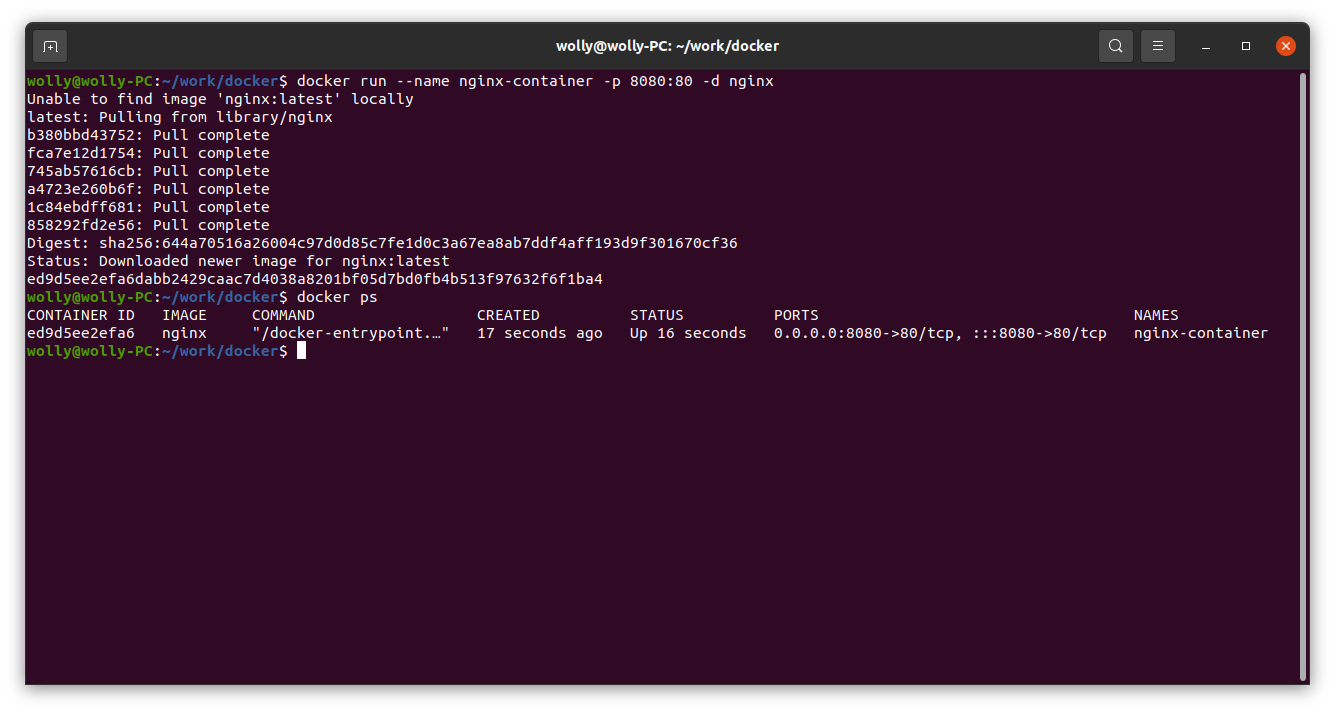 wolly@wolly-PC: ~/work/docker
wolly@wolly-PC:~/work/docker$ docker run --name nginx-container -p 8080:80 -d nginx
Unable to find image 'nginx:latest' locally
latest: Pulling from library/nginx
b380bbd43752: Pull complete
fca7e12d1754: Pull complete
745ab57616cb: Pull complete
a4723e260b6f: Pull complete
1c84ebdff681: Pull complete
858292fd2e56: Pull complete
Digest: sha256:644a70516a26004c97d0d85c7fe1d0c3a67ea8ab7ddf4aff193d9f301670cf36
Status: Downloaded newer image for nginx:latest
ed9d5ee2efa6dabb2429caac7d4038a8201bf05d7bd0fb4b513f97632f6f1ba4
wolly@wolly-PC:~/work/docker$ docker ps
CONTAINER ID   IMAGE     COMMAND                  CREATED          STATUS          PORTS                                   NAMES
ed9d5ee2efa6   nginx     "/docker-entrypoint.…"   17 seconds ago   Up 16 seconds   0.0.0.0:8080->80/tcp, :::8080->80/tcp   nginx-container
wolly@wolly-PC:~/work/docker$